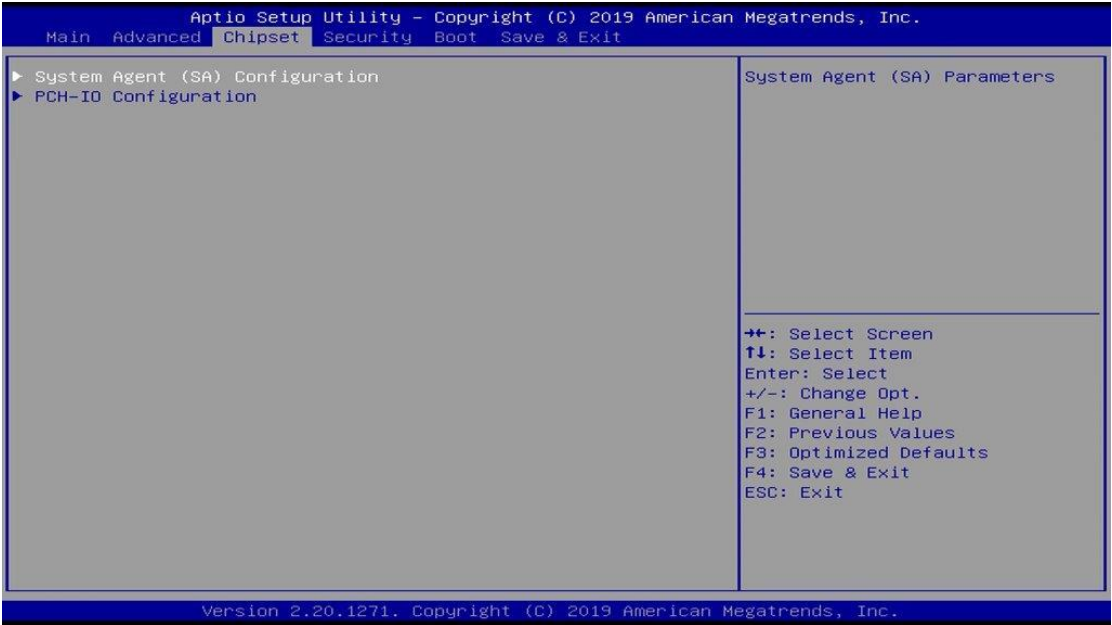 Aptio Setup Utility – Copyright (C) 2019 American Megatrends, Inc.
Main Advanced Chipset Security Boot Save & Exit
▶ System Agent (SA) Configuration
▶ PCH-IO Configuration
System Agent (SA) Parameters
→←: Select Screen
↑↓: Select Item
Enter: Select
+/-: Change Opt.
F1: General Help
F2: Previous Values
F3: Optimized Defaults
F4: Save & Exit
ESC: Exit
Version 2.20.1271. Copyright (C) 2019 American Megatrends, Inc.